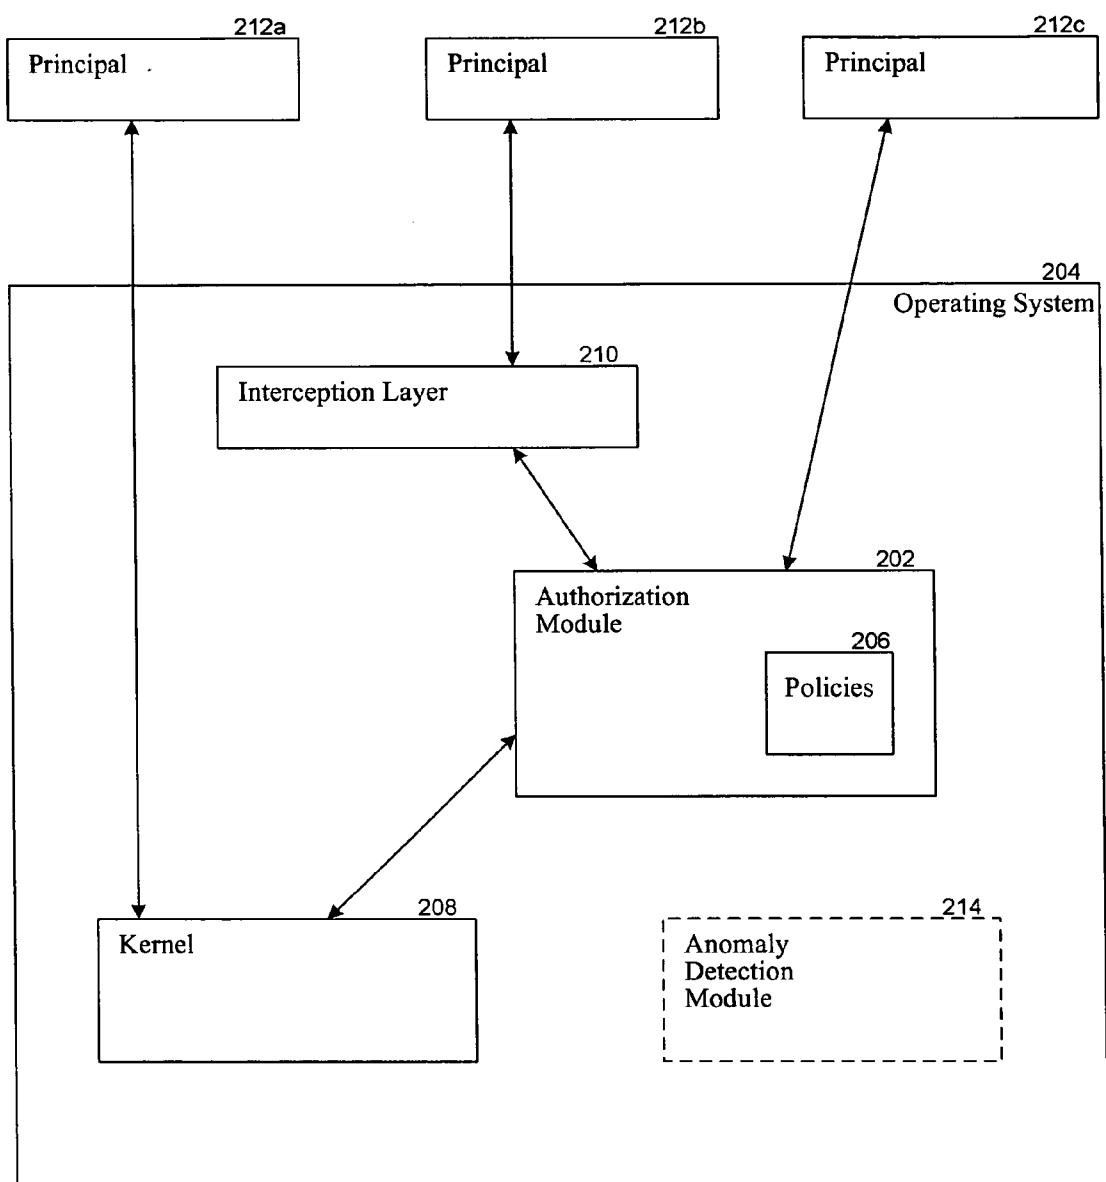 212a
Principal
212b
Principal
212c
Principal
204
Operating System
210
Interception Layer
202
Authorization
Module
206
Policies
208
Kernel
214
Anomaly
Detection
Module